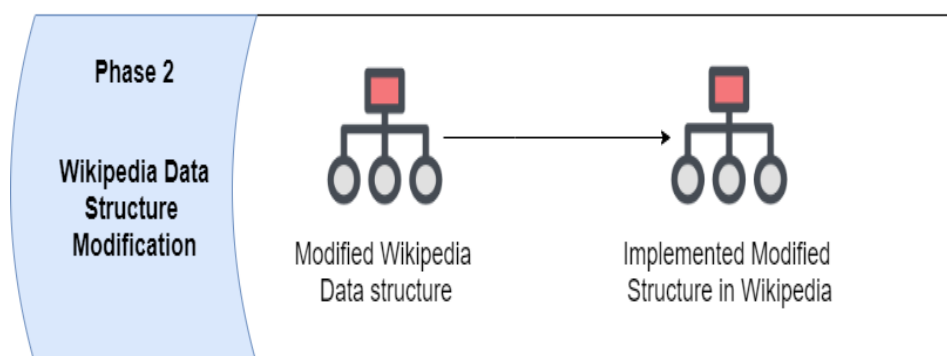 Phase 2
Wikipedia Data
Structure
Modification
Modified Wikipedia
Data structure
Implemented Modified
Structure in Wikipedia